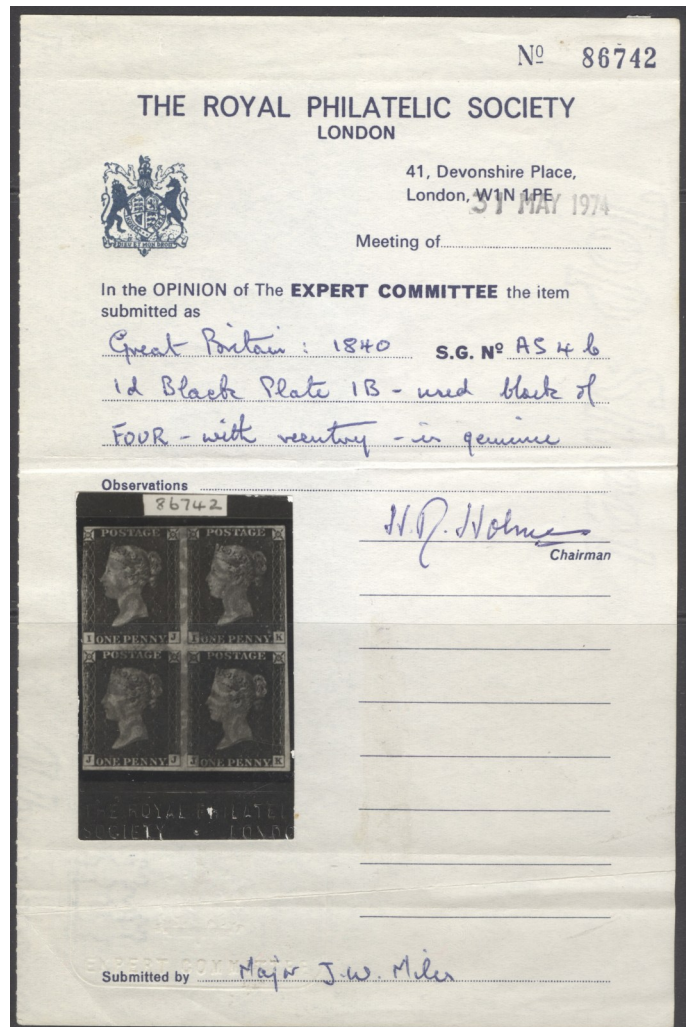 Nº 86742
THE ROYAL PHILATELIC SOCIETY
LONDON
41, Devonshire Place,
London, W1N 1PE
31 MAY 1974
Meeting of
In the OPINION of The EXPERT COMMITTEE the item
submitted as
Great Britain : 1840 S.G. Nº AS 4 b
1d Black Plate 1B - used block of
FOUR - with reentry - is genuine
Observations
86742
H.R. Holmes
Chairman
POSTAGE POSTAGE
I ONE PENNY J I ONE PENNY K
POSTAGE POSTAGE
J ONE PENNY J J ONE PENNY K
THE ROYAL PHILATEL
SOCIETY LONDO
Submitted by Major J.W. Miles